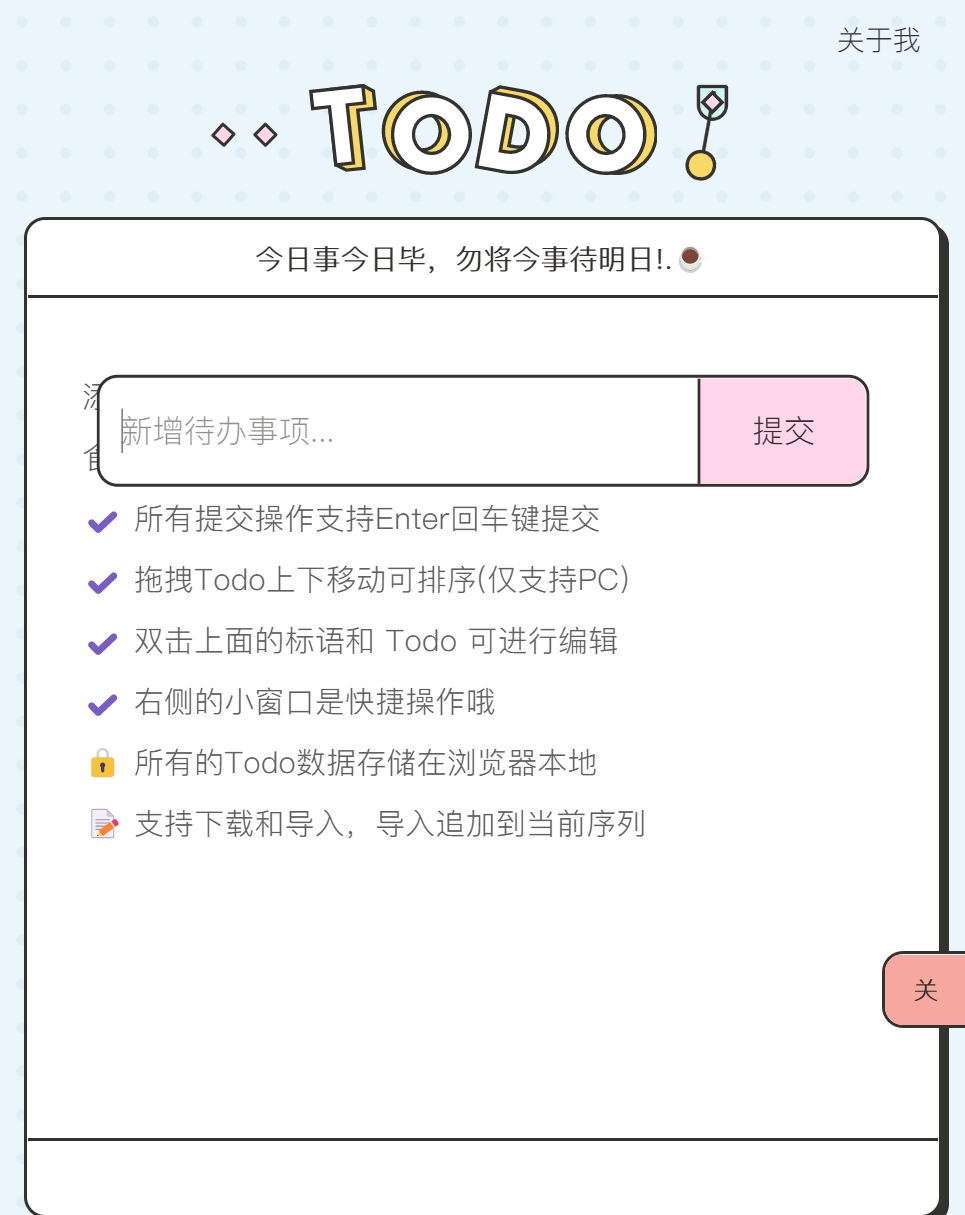 关于我
TODO
今日事今日毕，勿将今事待明日!.☕
新增待办事项...
提交
所有提交操作支持Enter回车键提交
拖拽Todo上下移动可排序(仅支持PC)
双击上面的标语和 Todo 可进行编辑
右侧的小窗口是快捷操作哦
所有的Todo数据存储在浏览器本地
支持下载和导入，导入追加到当前序列
关